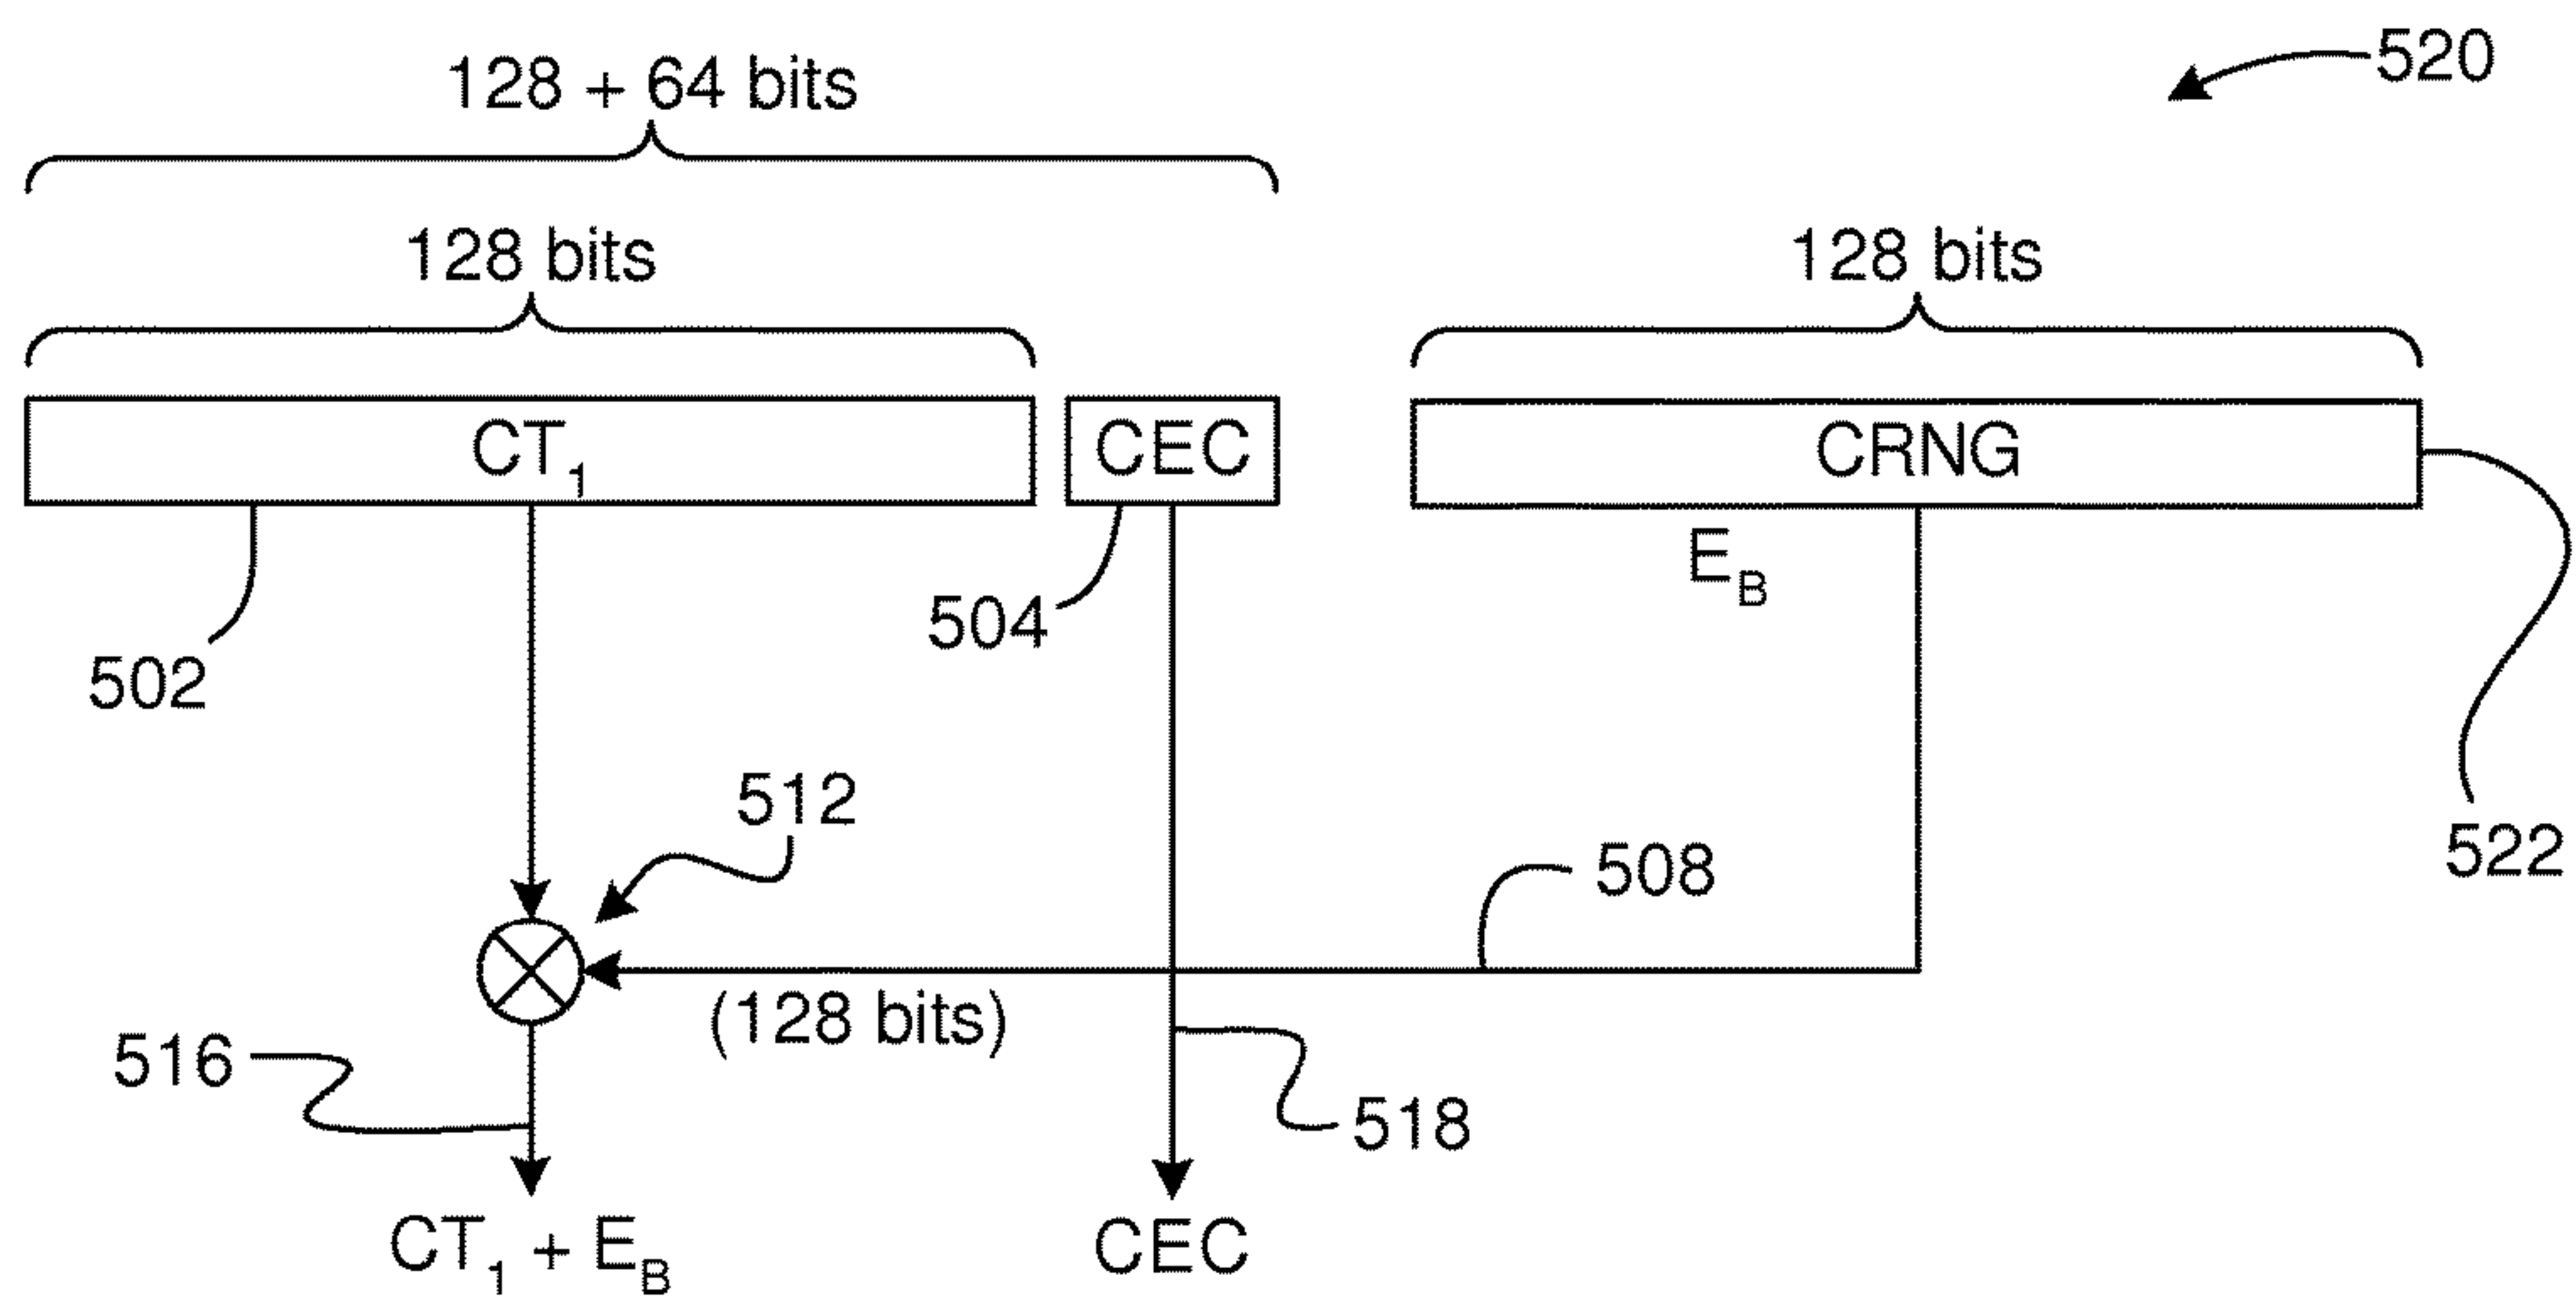 520
128 + 64 bits
128 bits
128 bits
CT1
CEC
CRNG
EB
504
502
512
522
508
(128 bits)
516
518
CT1 + EB
CEC